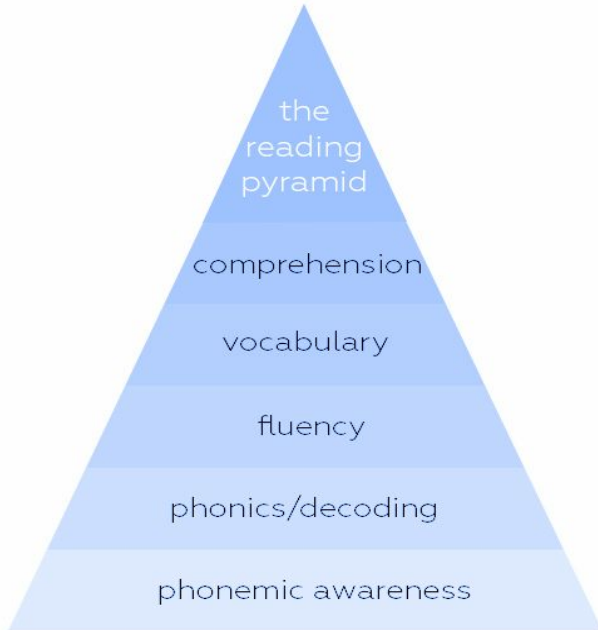 the
reading
pyramid
comprehension
vocabulary
fluency
phonics/decoding
phonemic awareness